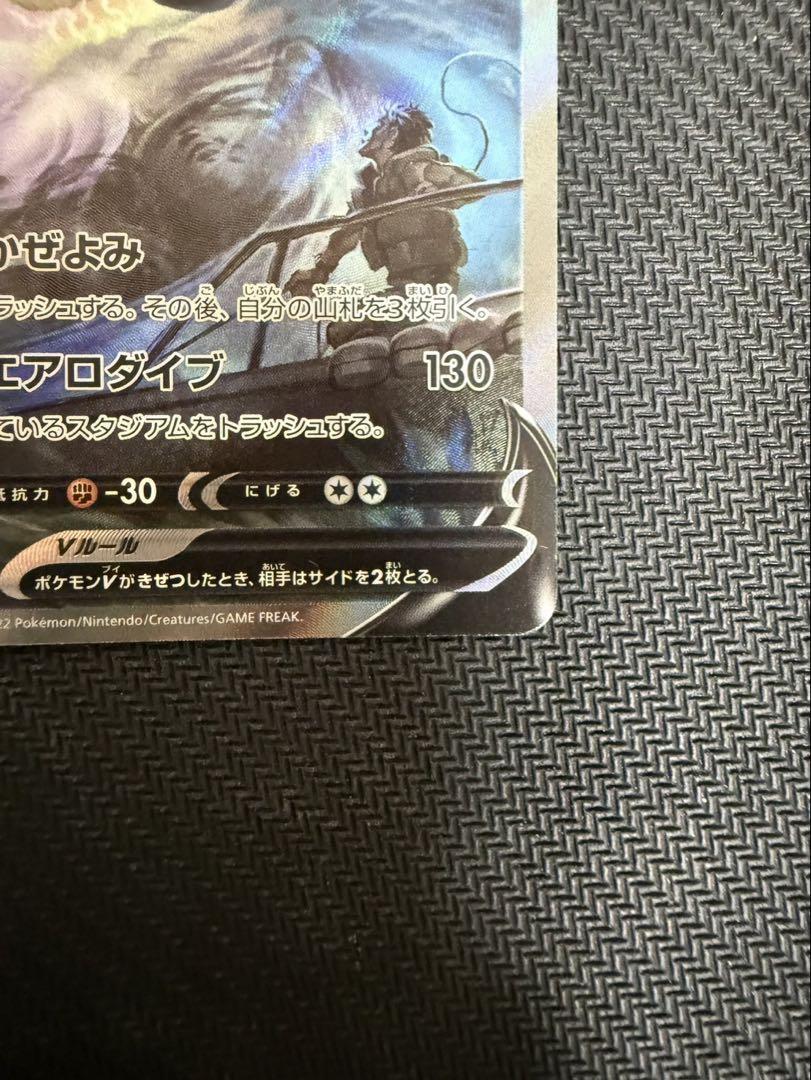 かぜよみ
ラッシュする。その後、自分の山札を3枚引く。
エアロダイブ 130
ているスタジアムをトラッシュする。
抵抗力 -30 にげる
Vルール
ポケモンVがきぜつしたとき、相手はサイドを2枚とる。
22 Pokémon/Nintendo/Creatures/GAME FREAK.